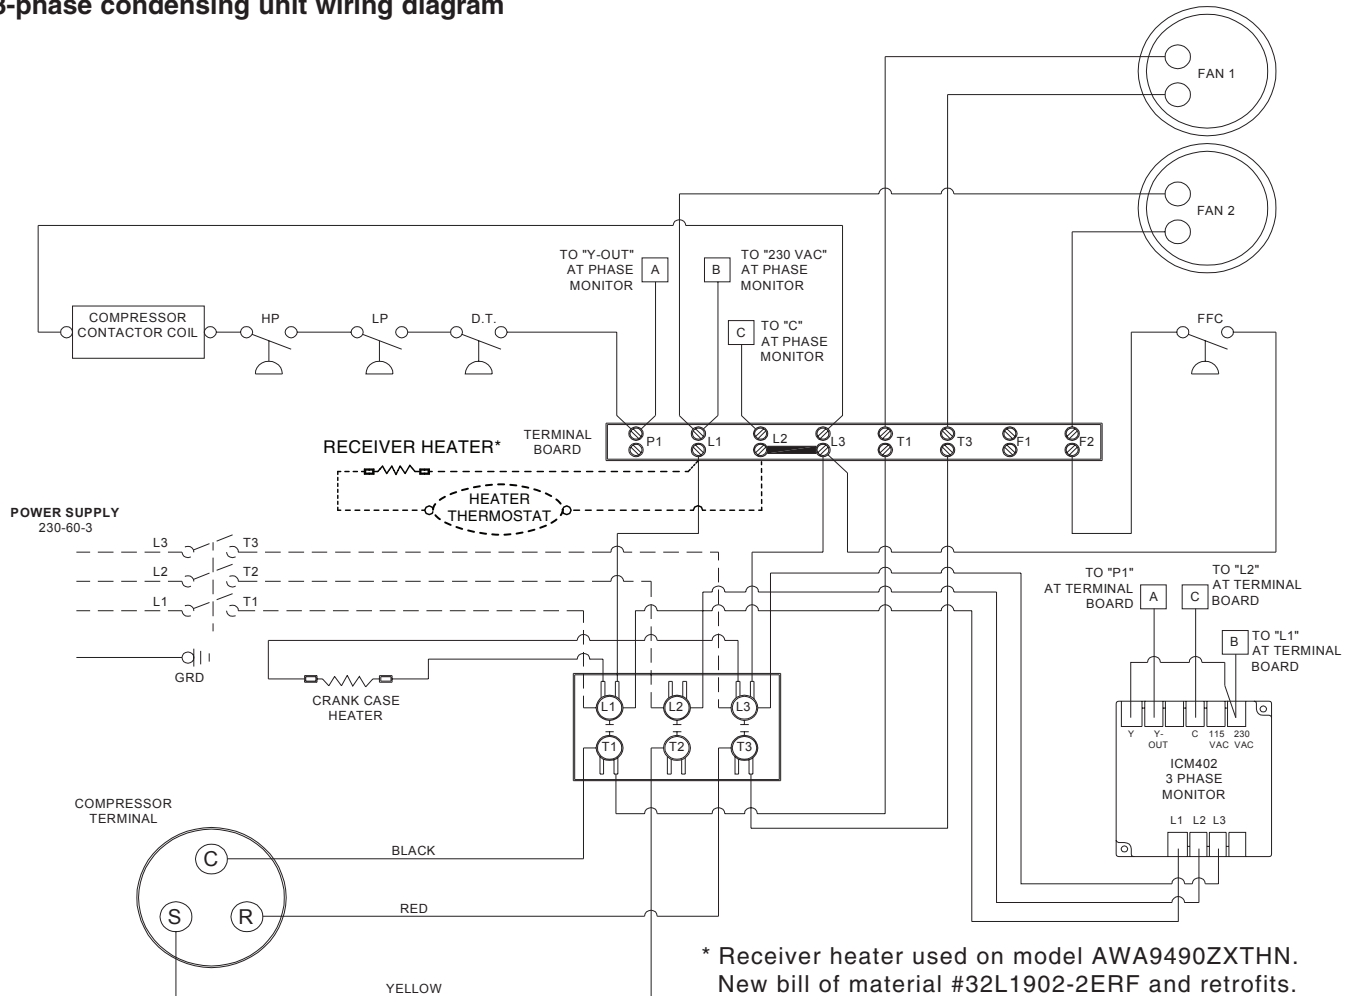 3-phase condensing unit wiring diagram
FAN 1
FAN 2
TO "Y-OUT"
AT PHASE
MONITOR
A
B
TO "230 VAC"
AT PHASE
MONITOR
C
TO "C"
AT PHASE
MONITOR
COMPRESSOR
CONTACTOR COIL
HP
LP
D.T.
FFC
TERMINAL
BOARD
P1
L1
L2
L3
T1
T3
F1
F2
RECEIVER HEATER*
HEATER
THERMOSTAT
POWER SUPPLY
230-60-3
L3
T3
L2
T2
L1
T1
GRD
CRANK CASE
HEATER
L1
L2
L3
T1
T2
T3
TO "P1"
AT TERMINAL
BOARD
A
C
TO "L2"
AT TERMINAL
BOARD
B
TO "L1"
AT TERMINAL
BOARD
Y
Y-
OUT
C
115
VAC
230
VAC
ICM402
3 PHASE
MONITOR
L1 L2 L3
COMPRESSOR
TERMINAL
C
S
R
BLACK
RED
YELLOW
* Receiver heater used on model AWA9490ZXTHN.
New bill of material #32L1902-2ERF and retrofits.